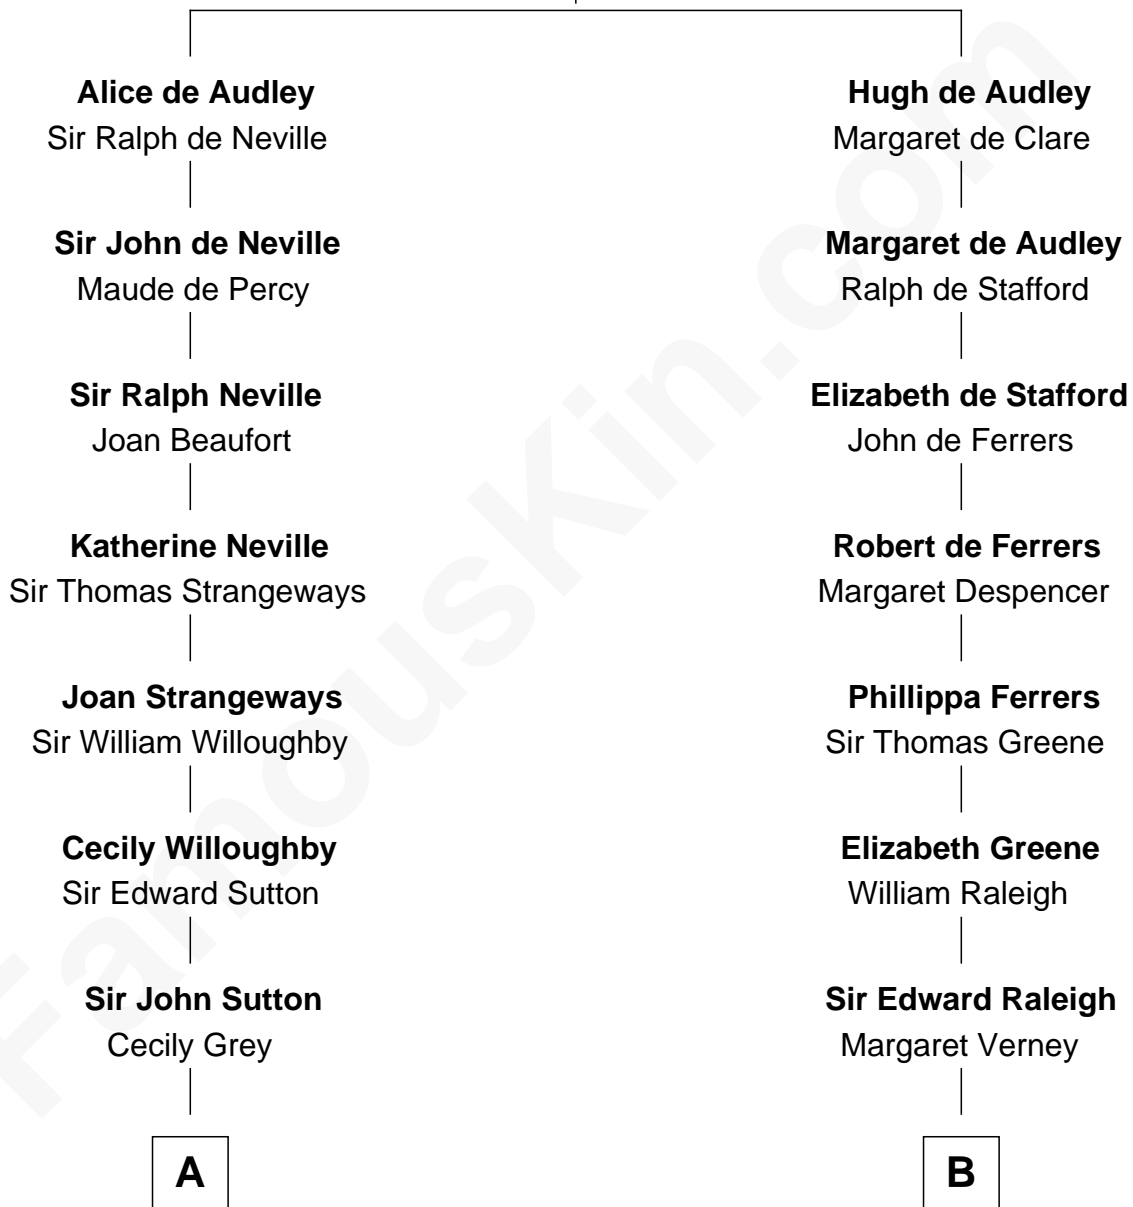 Alice de Audley
Sir Ralph de Neville
Sir John de Neville
Maude de Percy
Sir Ralph Neville
Joan Beaufort
Katherine Neville
Sir Thomas Strangeways
Joan Strangeways
Sir William Willoughby
Cecily Willoughby
Sir Edward Sutton
Sir John Sutton
Cecily Grey
A
Hugh de Audley
Margaret de Clare
Margaret de Audley
Ralph de Stafford
Elizabeth de Stafford
John de Ferrers
Robert de Ferrers
Margaret Despencer
Phillippa Ferrers
Sir Thomas Greene
Elizabeth Greene
William Raleigh
Sir Edward Raleigh
Margaret Verney
B
FamousKin.com